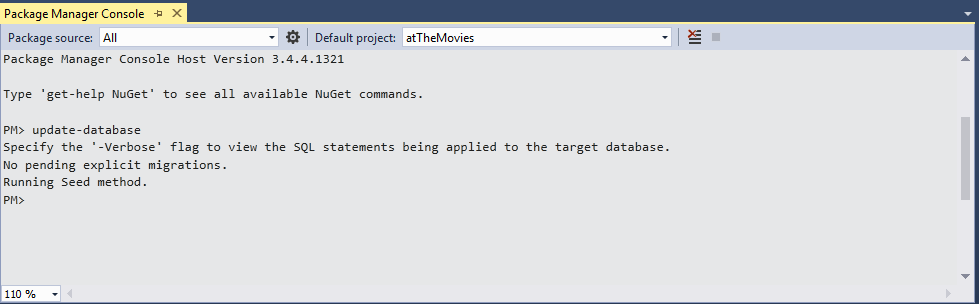 Package Manager Console
Package source: All Default project: atTheMovies
Package Manager Console Host Version 3.4.4.1321
Type 'get-help NuGet' to see all available NuGet commands.
PM> update-database
Specify the '-Verbose' flag to view the SQL statements being applied to the target database.
No pending explicit migrations.
Running Seed method.
PM>
110 %